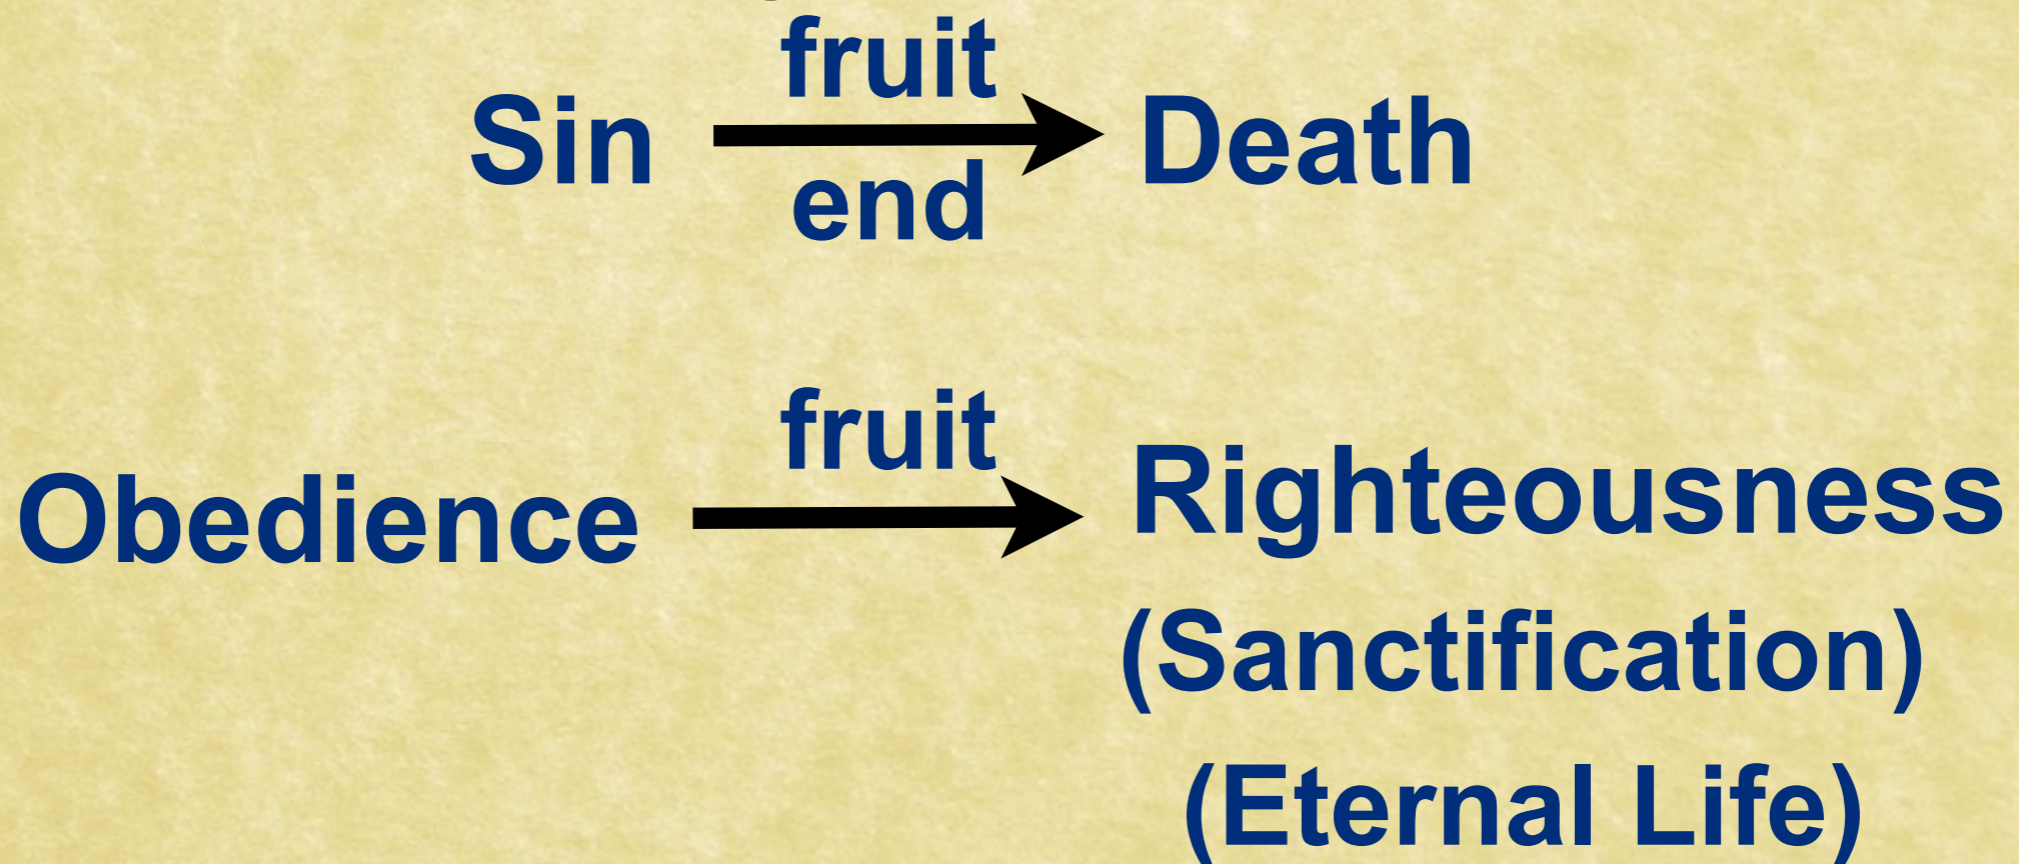 fruit
Sin Death
end
fruit
Obedience Righteousness
(Sanctification)
(Eternal Life)